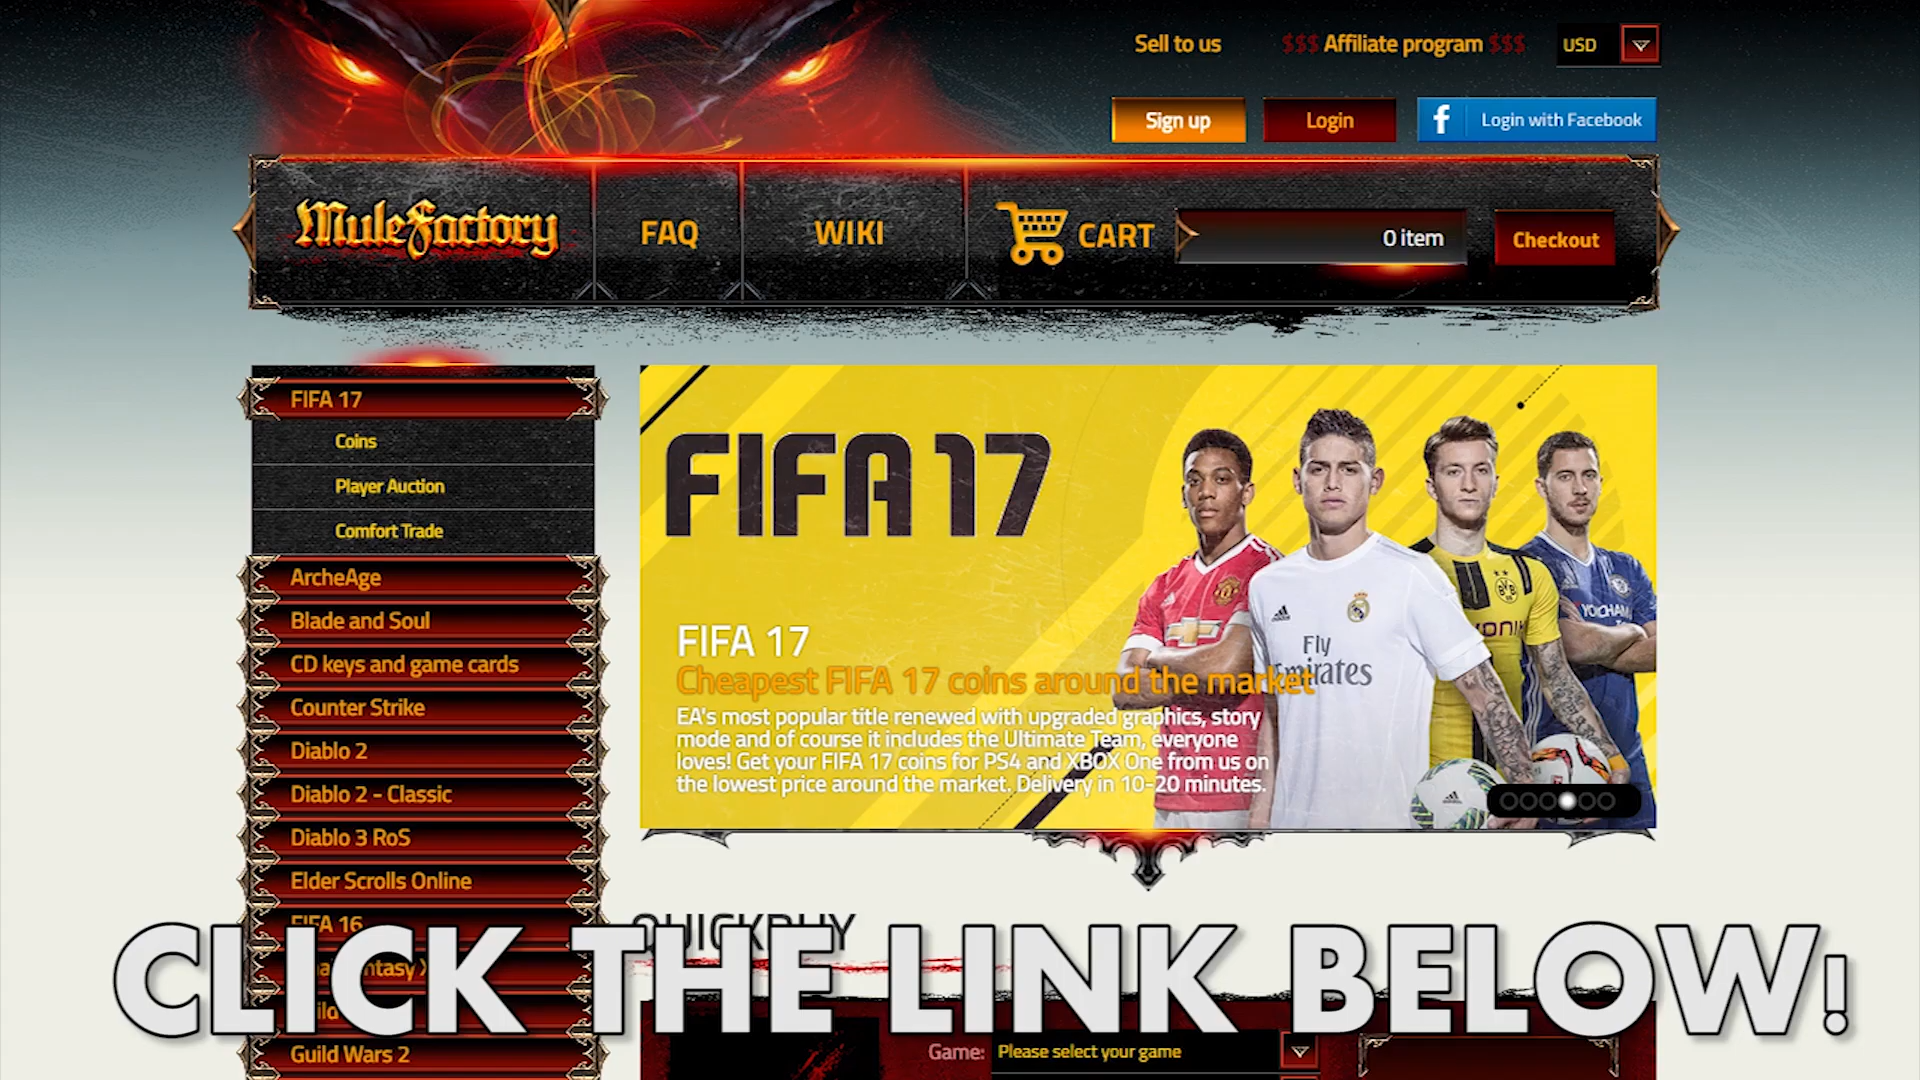 Sell to us
$$$ Affiliate program $$$
USD
Sign up
Login
f Login with Facebook
MuleFactory
FAQ
WIKI
CART
0 item
Checkout
FIFA 17
Coins
Player Auction
Comfort Trade
ArcheAge
Blade and Soul
CD keys and game cards
Counter Strike
Diablo 2
Diablo 2 - Classic
Diablo 3 RoS
Elder Scrolls Online
FIFA 16
Guild Wars 2
FIFA 17
Fly
Emirates
YOKOHAMA
FIFA 17
Cheapest FIFA 17 coins around the market
EA's most popular title renewed with upgraded graphics, story
mode and of course it includes the Ultimate Team, everyone
loves! Get your FIFA 17 coins for PS4 and XBOX One from us on
the lowest price around the market. Delivery in 10-20 minutes.
QUICKBUY
CLICK THE LINK BELOW!
Game: Please select your game